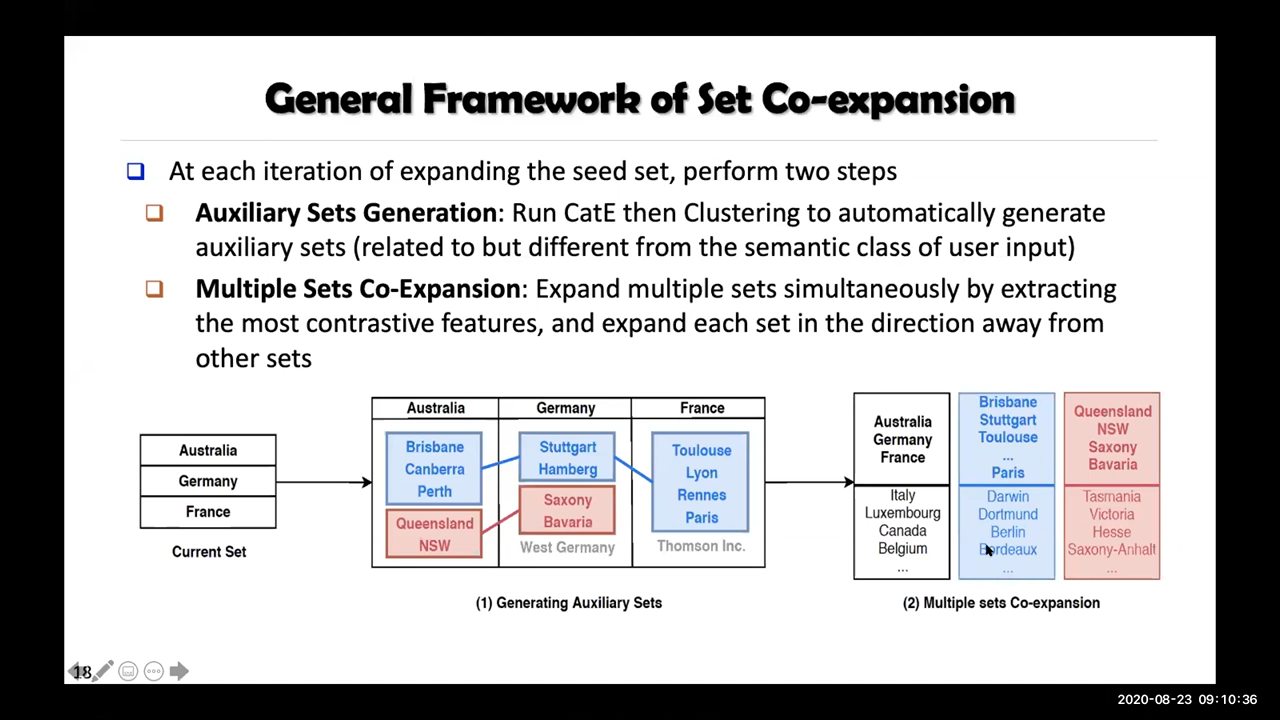 General Framework of Set Co-expansion
At each iteration of expanding the seed set, perform two steps
Auxiliary Sets Generation: Run CatE then Clustering to automatically generate
auxiliary sets (related to but different from the semantic class of user input)
Multiple Sets Co-Expansion: Expand multiple sets simultaneously by extracting
the most contrastive features, and expand each set in the direction away from
other sets
Australia
Germany
France
Current Set
Australia
Germany
France
Brisbane
Canberra
Perth
Queensland
NSW
Stuttgart
Hamberg
Saxony
Bavaria
West Germany
Toulouse
Lyon
Rennes
Paris
Thomson Inc.
(1) Generating Auxiliary Sets
Australia
Germany
France
Italy
Luxembourg
Canada
Belgium
...
Brisbane
Stuttgart
Toulouse
...
Paris
Darwin
Dortmund
Berlin
Bordeaux
...
Queensland
NSW
Saxony
Bavaria
Tasmania
Victoria
Hesse
Saxony-Anhalt
...
(2) Multiple sets Co-expansion
18
2020-08-23 09:10:36